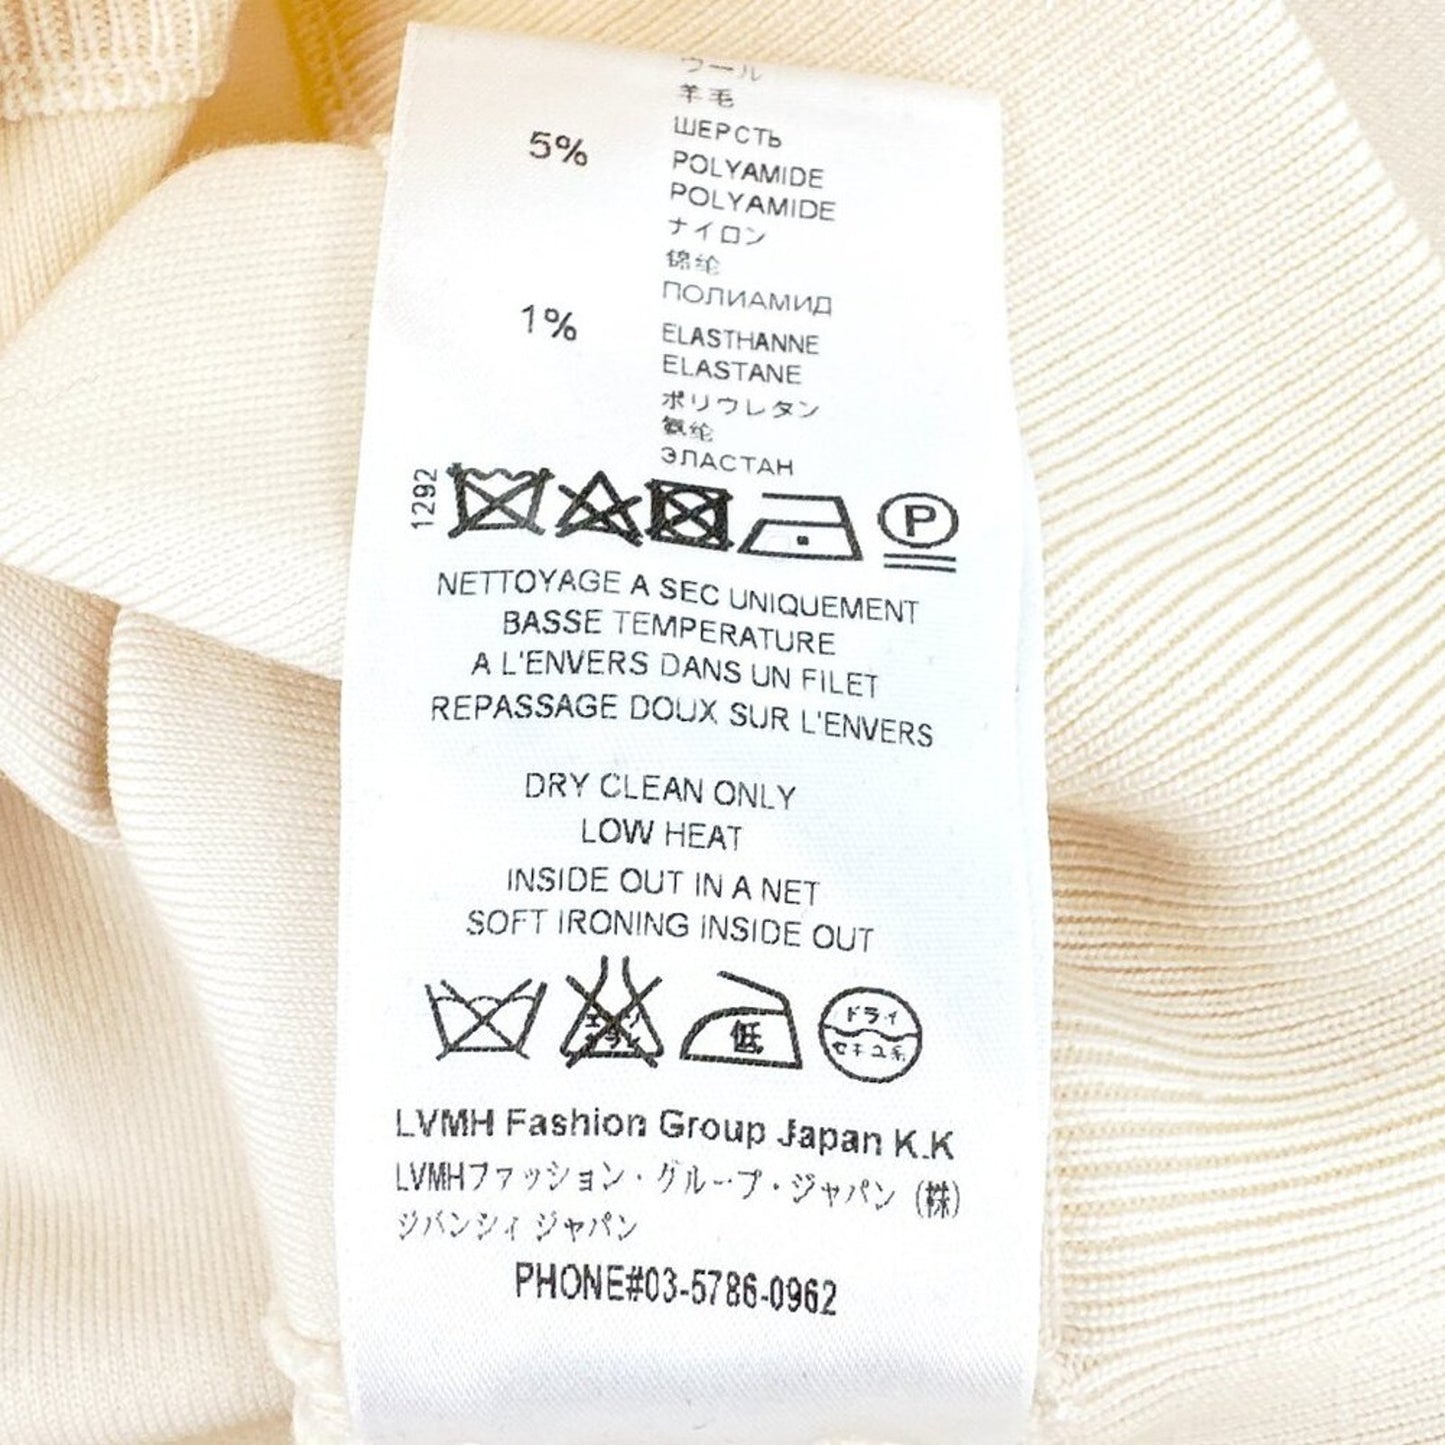 ウール
羊毛
ШЕРСТЬ
5% POLYAMIDE
POLYAMIDE
ナイロン
锦纶
ПОЛИАМИД
1% ELASTHANNE
ELASTANE
ポリウレタン
氨纶
ЭЛАСТАН
1292
P
NETTOYAGE A SEC UNIQUEMENT
BASSE TEMPERATURE
A L'ENVERS DANS UN FILET
REPASSAGE DOUX SUR L'ENVERS
DRY CLEAN ONLY
LOW HEAT
INSIDE OUT IN A NET
SOFT IRONING INSIDE OUT
低
ドライ
セキユ系
LVMH Fashion Group Japan K.K
LVMHファッション・グループ・ジャパン (株)
ジバンシィ ジャパン
PHONE#03-5786-0962